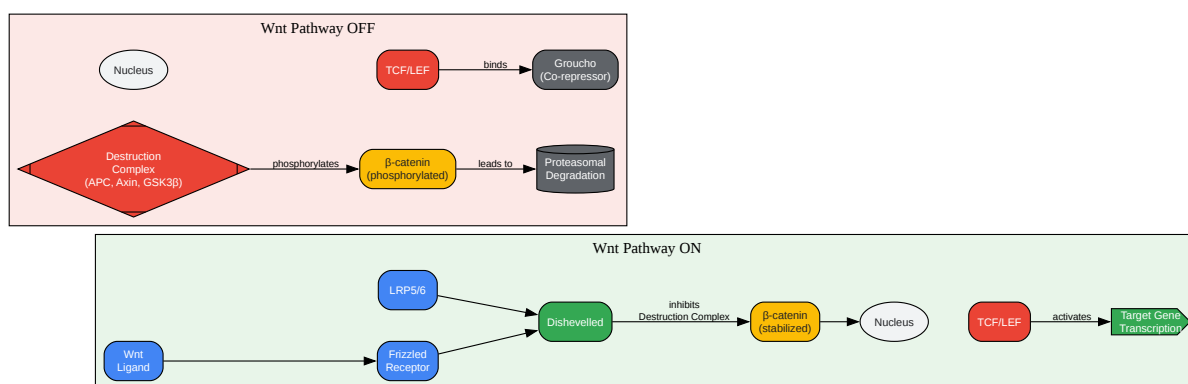 Wnt Pathway OFF
Nucleus
TCF/LEF
binds
Groucho
(Co-repressor)
Destruction
Complex
(APC, Axin, GSK3β)
phosphorylates
β-catenin
(phosphorylated)
leads to
Proteasomal
Degradation
Wnt Pathway ON
LRP5/6
Wnt
Ligand
Frizzled
Receptor
Dishevelled
inhibits
Destruction Complex
β-catenin
(stabilized)
Nucleus
TCF/LEF
activates
Target Gene
Transcription